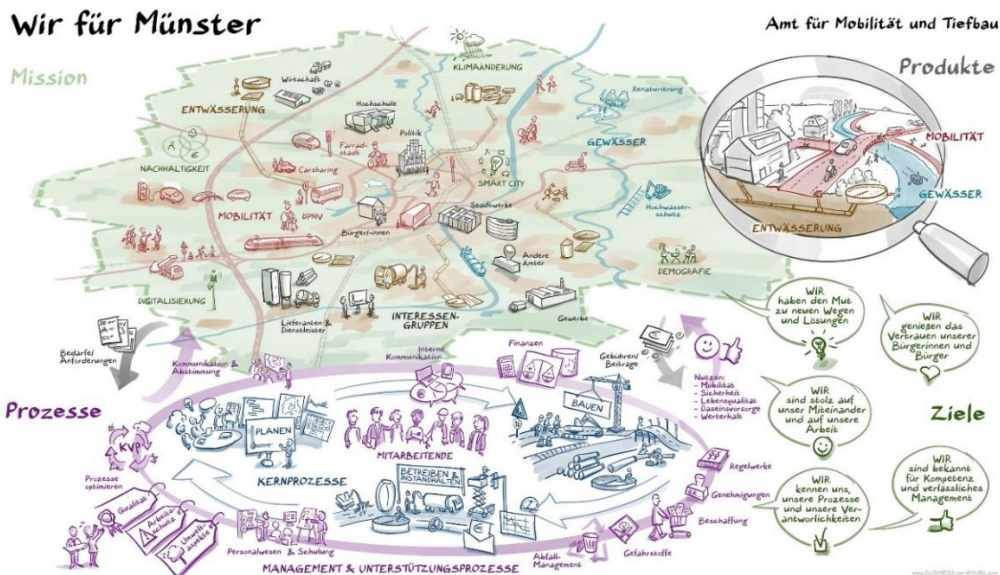 Wir für Münster
Amt für Mobilität und Tiefbau
Mission
Produkte
KLIMAÄNDERUNG
Wirtschaft
ENTWÄSSERUNG
Hochschule
Renaturierung
Politik
Fahrradstadt
GEWÄSSER
NACHHALTIGKEIT
Carsharing
SMART CITY
MOBILITÄT
ÖPNV
Stadtwerke
Hochwasser-
schutz
Bürger/-innen
Andere
Ämter
DEMOGRAFIE
DIGITALISIERUNG
Lieferanten &
Dienstleister
INTERESSEN-
GRUPPEN
Gewerbe
MOBILITÄT
GEWÄSSER
ENTWÄSSERUNG
WIR
haben den Mut
zu neuen Wegen
und Lösungen
WIR
genießen das
Vertrauen unserer
Bürgerinnen und
Bürger
WIR
sind stolz auf
unser Miteinander
und auf unsere
Arbeit
Ziele
WIR
kennen uns,
unsere Prozesse
und unsere Ver-
antwortlichkeiten
WIR
sind bekannt
für Kompetenz
und verlässliches
Management
Bedarfe/
Anforderungen
Kommunikation &
Abstimmung
Interne
Kommunikation
Finanzen
Gebühren/
Beiträge
Nutzen:
- Mobilität
- Sicherheit
- Lebensqualität
- Daseinsvorsorge
- Werterhalt
Prozesse
PLANEN
MITARBEITENDE
BAUEN
KVP
KERNPROZESSE
BETREIBEN &
INSTANDHALTEN
Regelwerke
Prozesse
optimieren
Genehmigungen
Qualität
Arbeits-
schutz
Umwelt-
aspekte
Beschaffung
Personalwesen & Schulung
Abfall-
Management
Gefahrstoffe
MANAGEMENT & UNTERSTÜTZUNGSPROZESSE